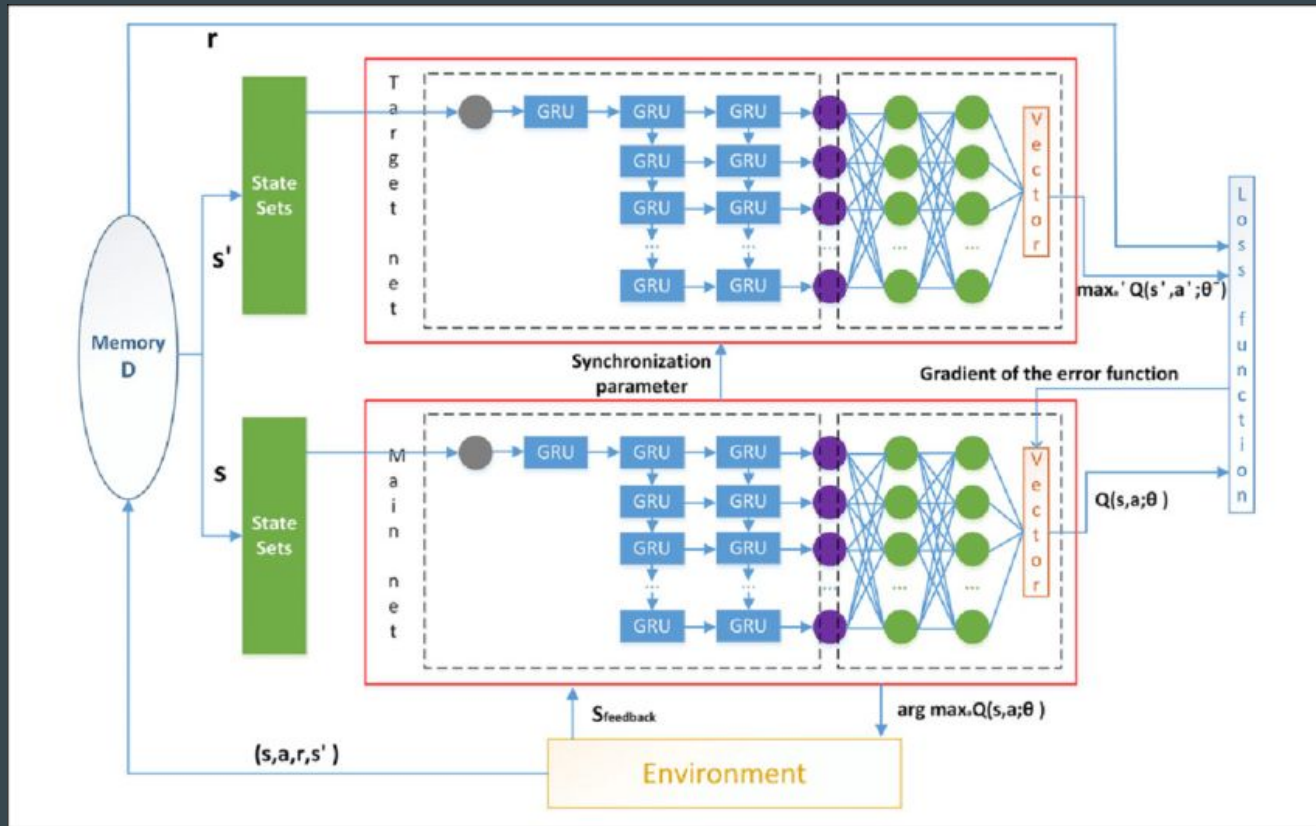 r
Target net
GRU GRU GRU
GRU GRU
GRU GRU
... ... ... ... ...
GRU GRU
Vector
State
Sets
s'
Loss function
max a' Q(s',a';θ⁻)
Memory
D
Synchronization
parameter
Gradient of the error function
s
State
Sets
Main net
GRU GRU GRU
GRU GRU
GRU GRU
... ... ... ... ...
GRU GRU
Vector
Q(s,a;θ)
Sfeedback
arg maxₐQ(s,a;θ)
(s,a,r,s')
Environment